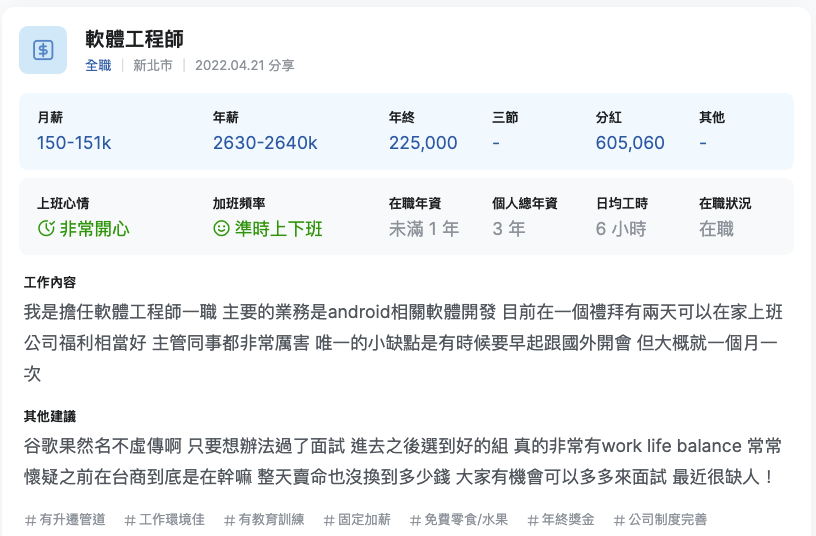 軟體工程師
全職 | 新北市 | 2022.04.21 分享
月薪 年薪 年終 三節 分紅 其他
150-151k 2630-2640k 225,000 - 605,060 -
上班心情 加班頻率 在職年資 個人總年資 日均工時 在職狀況
非常開心 準時上下班 未滿 1 年 3 年 6 小時 在職
工作內容
我是擔任軟體工程師一職 主要的業務是android相關軟體開發 目前在一個禮拜有兩天可以在家上班
公司福利相當好 主管同事都非常厲害 唯一的小缺點是有時候要早起跟國外開會 但大概就一個月一
次
其他建議
谷歌果然名不虛傳啊 只要想辦法過了面試 進去之後選到好的組 真的非常有work life balance 常常
懷疑之前在台商到底是在幹嘛 整天賣命也沒換到多少錢 大家有機會可以多多來面試 最近很缺人！
# 有升遷管道 # 工作環境佳 # 有教育訓練 # 固定加薪 # 免費零食/水果 # 年終獎金 # 公司制度完善